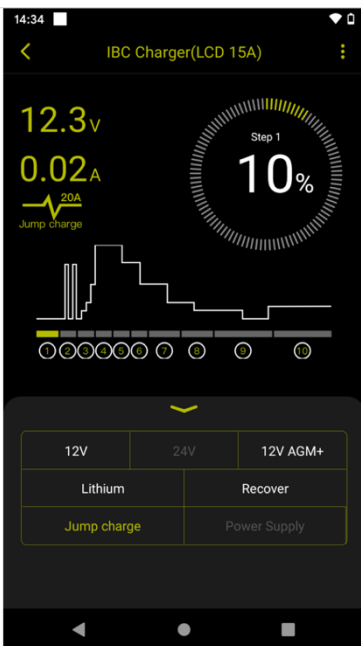 14:34
IBC Charger(LCD 15A)
12.3V
0.02A
20A
Jump charge
Step 1
10%
1 2 3 4 5 6 7 8 9 10
12V 24V 12V AGM+
Lithium Recover
Jump charge Power Supply